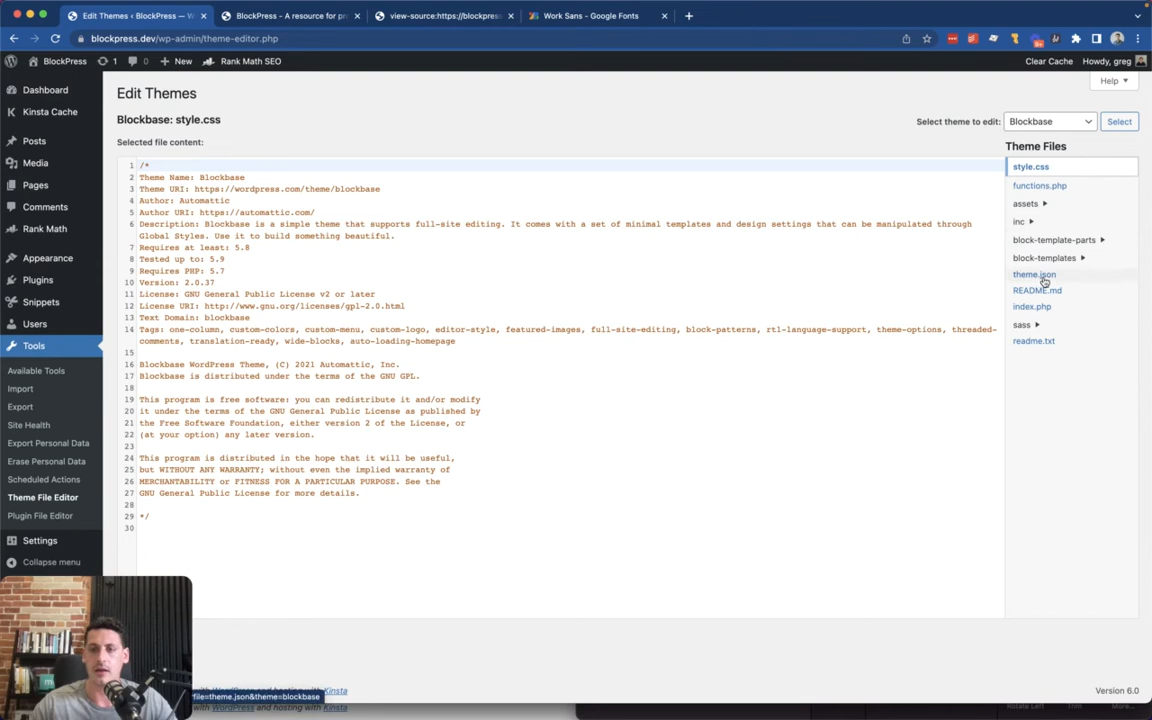 Edit Themes ‹ BlockPress — W
BlockPress - A resource for pr
view-source:https://blockpress
Work Sans - Google Fonts
blockpress.dev/wp-admin/theme-editor.php
BlockPress
1
0
New
Rank Math SEO
Clear Cache
Howdy, greg
Dashboard
Kinsta Cache
Posts
Media
Pages
Comments
Rank Math
Appearance
Plugins
Snippets
Users
Tools
Available Tools
Import
Export
Site Health
Export Personal Data
Erase Personal Data
Scheduled Actions
Theme File Editor
Plugin File Editor
Settings
Collapse menu
Help
Edit Themes
Blockbase: style.css
Select theme to edit:
Blockbase
Select
Selected file content:
1 /*
2 Theme Name: Blockbase
3 Theme URI: https://wordpress.com/theme/blockbase
4 Author: Automattic
5 Author URI: https://automattic.com/
6 Description: Blockbase is a simple theme that supports full-site editing. It comes with a set of minimal templates and design settings that can be manipulated through
Global Styles. Use it to build something beautiful.
7 Requires at least: 5.8
8 Tested up to: 5.9
9 Requires PHP: 5.7
10 Version: 2.0.37
11 License: GNU General Public License v2 or later
12 License URI: http://www.gnu.org/licenses/gpl-2.0.html
13 Text Domain: blockbase
14 Tags: one-column, custom-colors, custom-menu, custom-logo, editor-style, featured-images, full-site-editing, block-patterns, rtl-language-support, theme-options, threaded-
comments, translation-ready, wide-blocks, auto-loading-homepage
15
16 Blockbase WordPress Theme, (C) 2021 Automattic, Inc.
17 Blockbase is distributed under the terms of the GNU GPL.
18
19 This program is free software: you can redistribute it and/or modify
20 it under the terms of the GNU General Public License as published by
21 the Free Software Foundation, either version 2 of the License, or
22 (at your option) any later version.
23
24 This program is distributed in the hope that it will be useful,
25 but WITHOUT ANY WARRANTY; without even the implied warranty of
26 MERCHANTABILITY or FITNESS FOR A PARTICULAR PURPOSE. See the
27 GNU General Public License for more details.
28
29 */
30
Theme Files
style.css
functions.php
assets
inc
block-template-parts
block-templates
theme.json
README.md
index.php
sass
readme.txt
with WordPress and hosting with Kinsta
file=theme.json&theme=blockbase
with WordPress and hosting with Kinsta
Version 6.0
Rotate Left
Trim
More...